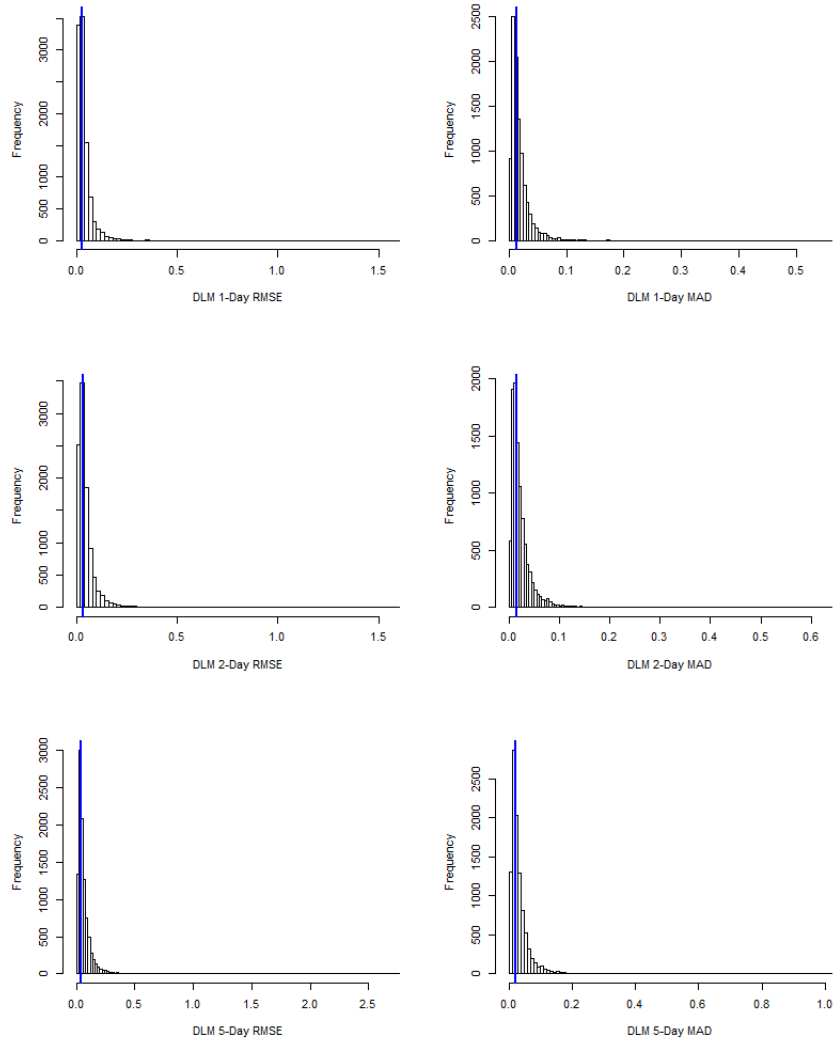 Frequency
0 500 1000 2000 3000
0.0 0.5 1.0 1.5
DLM 1-Day RMSE
Frequency
0 500 1000 1500 2000 2500
0.0 0.1 0.2 0.3 0.4 0.5
DLM 1-Day MAD
Frequency
0 500 1000 2000 3000
0.0 0.5 1.0 1.5
DLM 2-Day RMSE
Frequency
0 500 1000 1500 2000
0.0 0.1 0.2 0.3 0.4 0.5 0.6
DLM 2-Day MAD
Frequency
0 500 1000 1500 2000 2500 3000
0.0 0.5 1.0 1.5 2.0 2.5
DLM 5-Day RMSE
Frequency
0 500 1000 1500 2000 2500
0.0 0.2 0.4 0.6 0.8 1.0
DLM 5-Day MAD